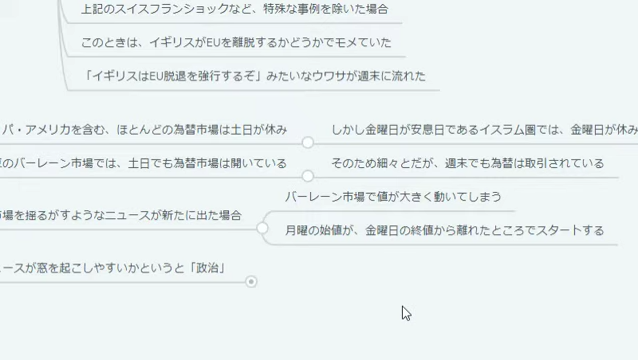 上記のスイスフランショックなど、特殊な事例を除いた場合
このときは、イギリスがEUを離脱するかどうかでモメていた
「イギリスはEU脱退を強行するぞ」みたいなウワサが週末に流れた
パ・アメリカを含む、ほとんどの為替市場は土日が休み
しかし金曜日が安息日であるイスラム圏では、金曜日が休み
のバーレーン市場では、土日でも為替市場は開いている
そのため細々とだが、週末でも為替は取引されている
市場を揺るがすようなニュースが新たに出た場合
バーレーン市場で値が大きく動いてしまう
月曜の始値が、金曜日の終値から離れたところでスタートする
ースが窓を起こしやすいかというと「政治」